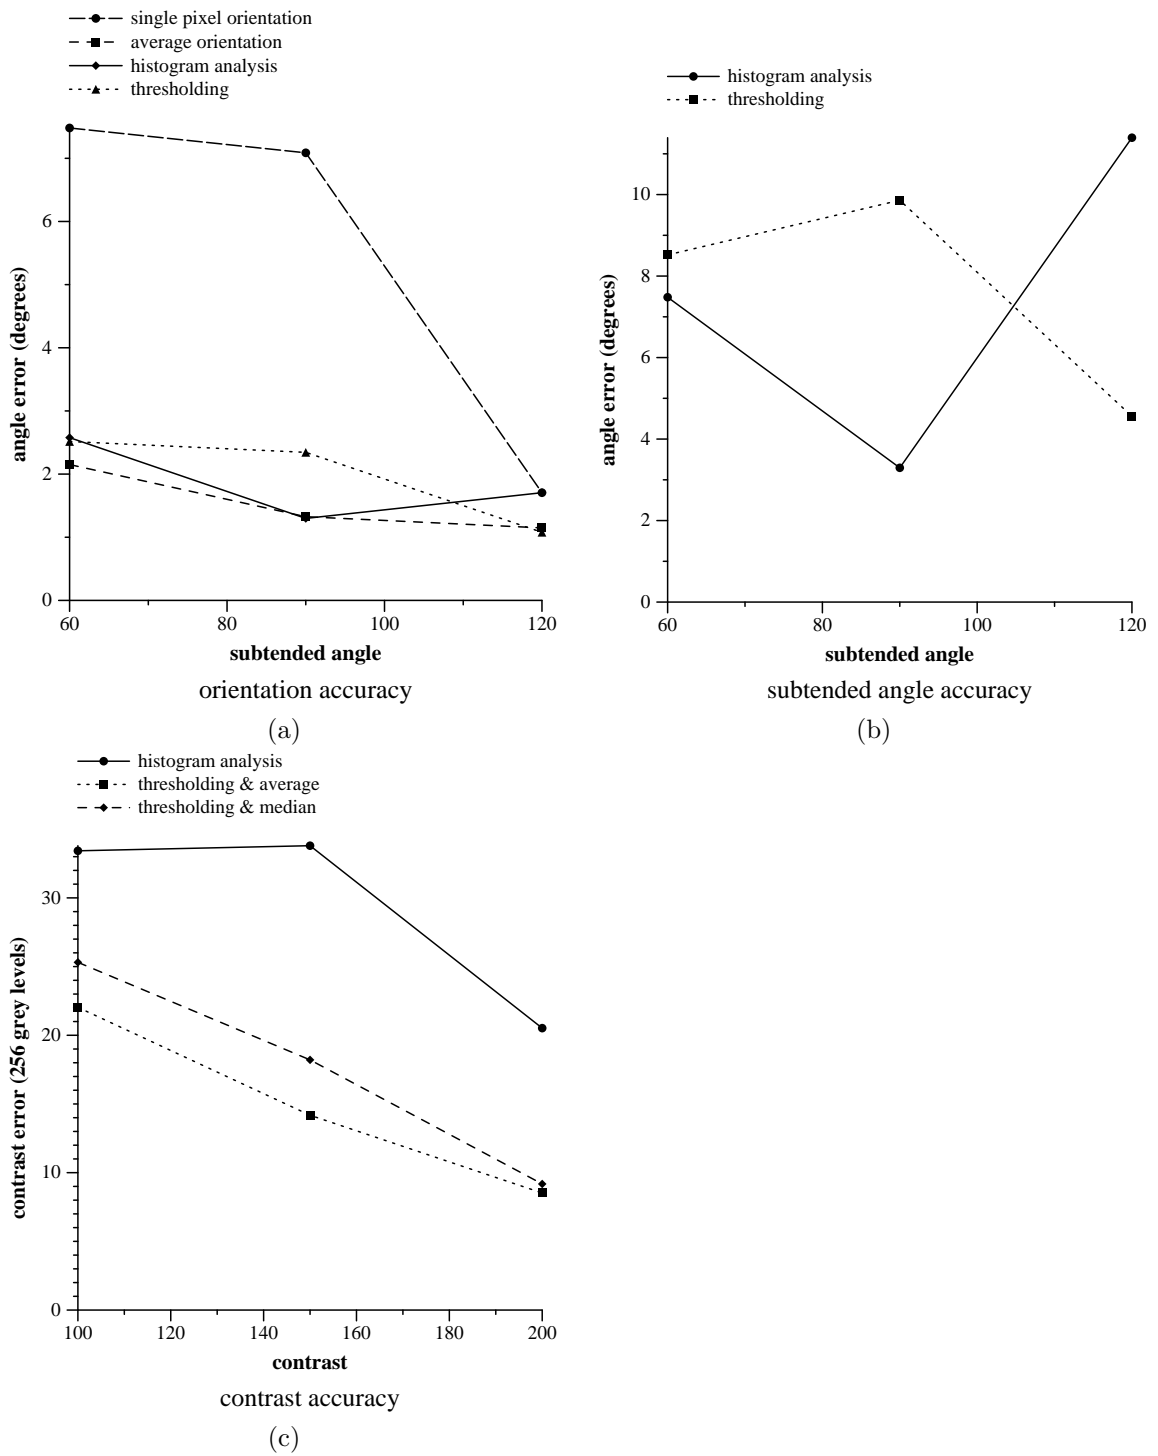 single pixel orientation
average orientation
histogram analysis
thresholding
6
4
2
0
60
80
100
120
angle error (degrees)
subtended angle
orientation accuracy
(a)
histogram analysis
thresholding
10
8
6
4
2
0
60
80
100
120
angle error (degrees)
subtended angle
subtended angle accuracy
(b)
histogram analysis
thresholding & average
thresholding & median
30
20
10
0
100
120
140
160
180
200
contrast error (256 grey levels)
contrast
contrast accuracy
(c)